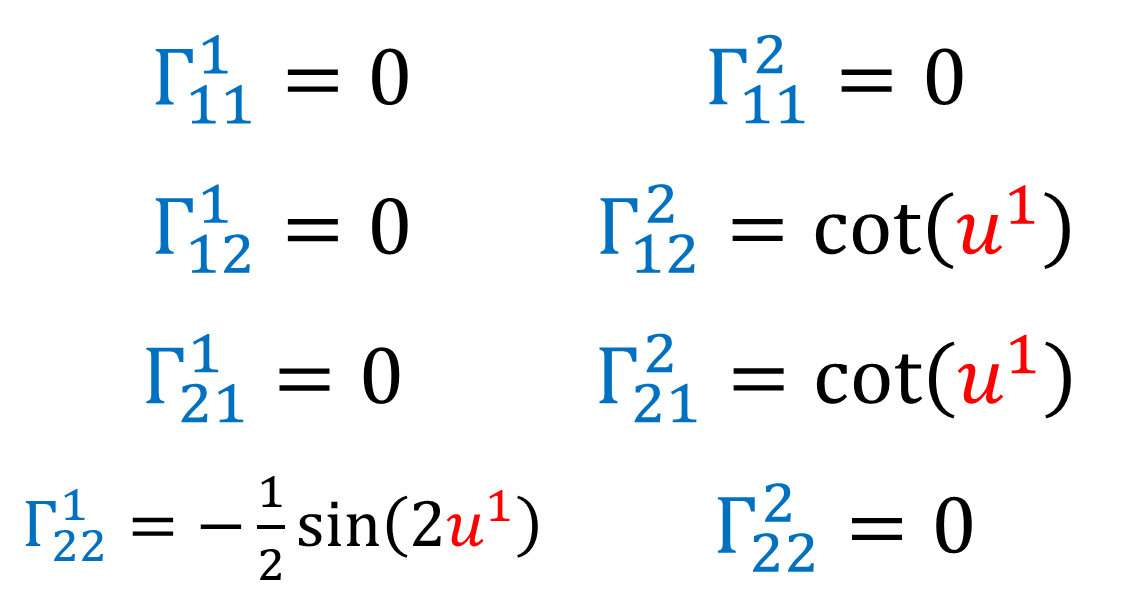 Γ¹₁₁ = 0    Γ²₁₁ = 0
Γ¹₁₂ = 0    Γ²₁₂ = cot(u¹)
Γ¹₂₁ = 0    Γ²₂₁ = cot(u¹)
Γ¹₂₂ = −½ sin(2u¹)    Γ²₂₂ = 0